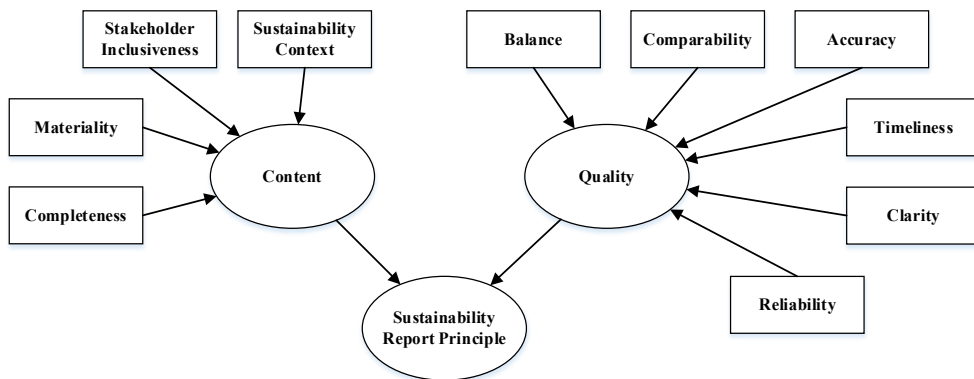 Stakeholder
Inclusiveness
Sustainability
Context
Balance
Comparability
Accuracy
Materiality
Timeliness
Content
Quality
Completeness
Clarity
Reliability
Sustainability
Report Principle